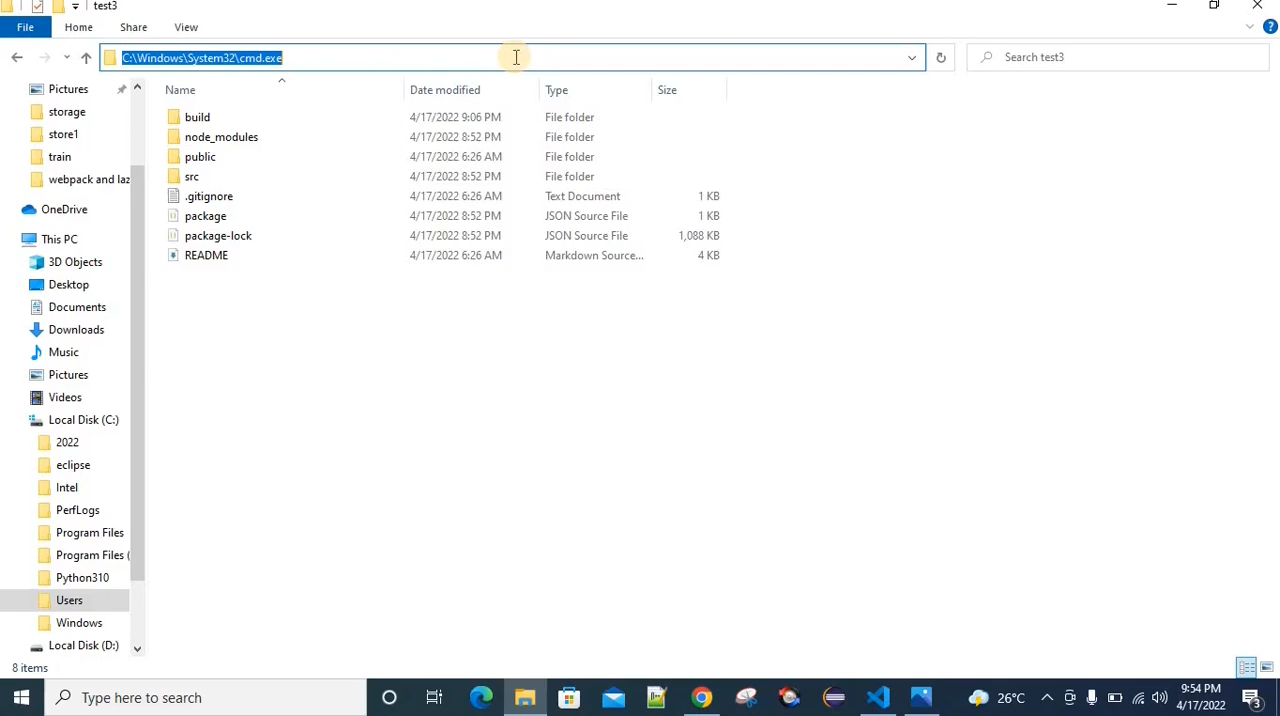 test3
File Home Share View
C:\Windows\System32\cmd.exe Search test3
Name Date modified Type Size
build 4/17/2022 9:06 PM File folder
node_modules 4/17/2022 8:52 PM File folder
public 4/17/2022 6:26 AM File folder
src 4/17/2022 8:52 PM File folder
.gitignore 4/17/2022 6:26 AM Text Document 1 KB
package 4/17/2022 8:52 PM JSON Source File 1 KB
package-lock 4/17/2022 8:52 PM JSON Source File 1,088 KB
README 4/17/2022 6:26 AM Markdown Source... 4 KB
Pictures
storage
store1
train
webpack and laz
OneDrive
This PC
3D Objects
Desktop
Documents
Downloads
Music
Pictures
Videos
Local Disk (C:)
2022
eclipse
Intel
PerfLogs
Program Files
Program Files (
Python310
Users
Windows
Local Disk (D:)
8 items
Type here to search
26°C
9:54 PM
4/17/2022
3